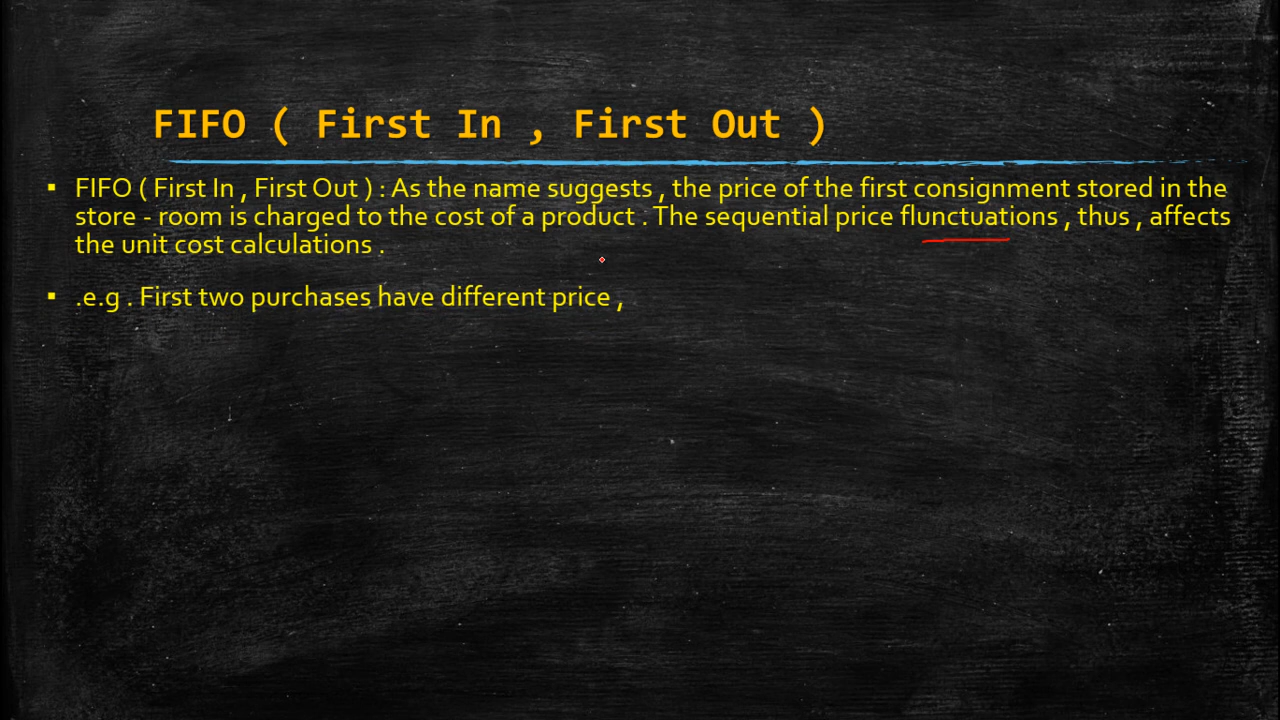 FIFO ( First In , First Out )
FIFO ( First In , First Out ) : As the name suggests , the price of the first consignment stored in the
store - room is charged to the cost of a product . The sequential price flunctuations , thus , affects
the unit cost calculations .
.e.g . First two purchases have different price ,